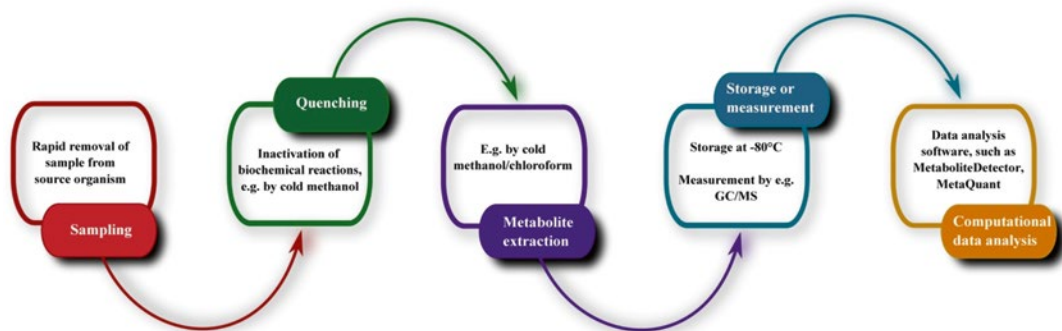 Rapid removal of
sample from
source organism
Sampling
Quenching
Inactivation of
biochemical reactions,
e.g. by cold methanol
E.g. by cold
methanol/chloroform
Metabolite
extraction
Storage or
measurement
Storage at -80°C
Measurement by e.g.
GC/MS
Data analysis
software, such as
MetaboliteDetector,
MetaQuant
Computational
data analysis